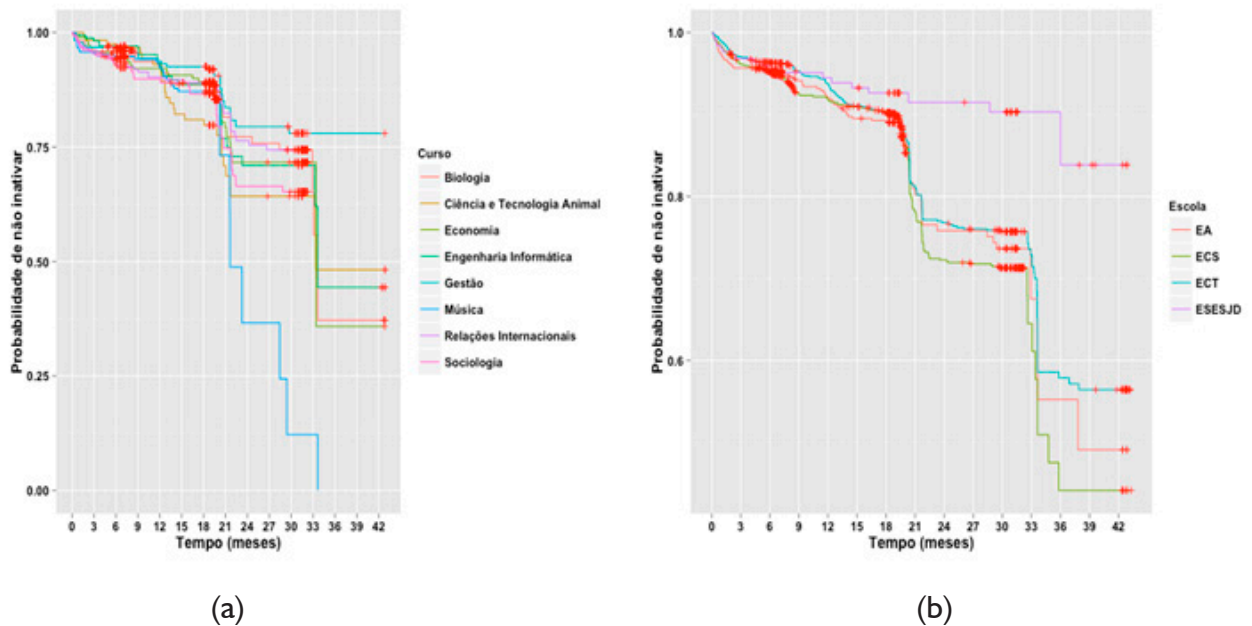 1.00
0.75
0.50
0.25
0.00
Probabilidade de não inativar
0 3 6 9 12 15 18 21 24 27 30 33 36 39 42
Tempo (meses)
Curso
Biologia
Ciência e Tecnologia Animal
Economia
Engenharia Informática
Gestão
Música
Relações Internacionais
Sociologia
(a)
1.0
0.8
0.6
Probabilidade de não inativar
0 3 6 9 12 15 18 21 24 27 30 33 36 39 42
Tempo (meses)
Escola
EA
ECS
ECT
ESESJD
(b)